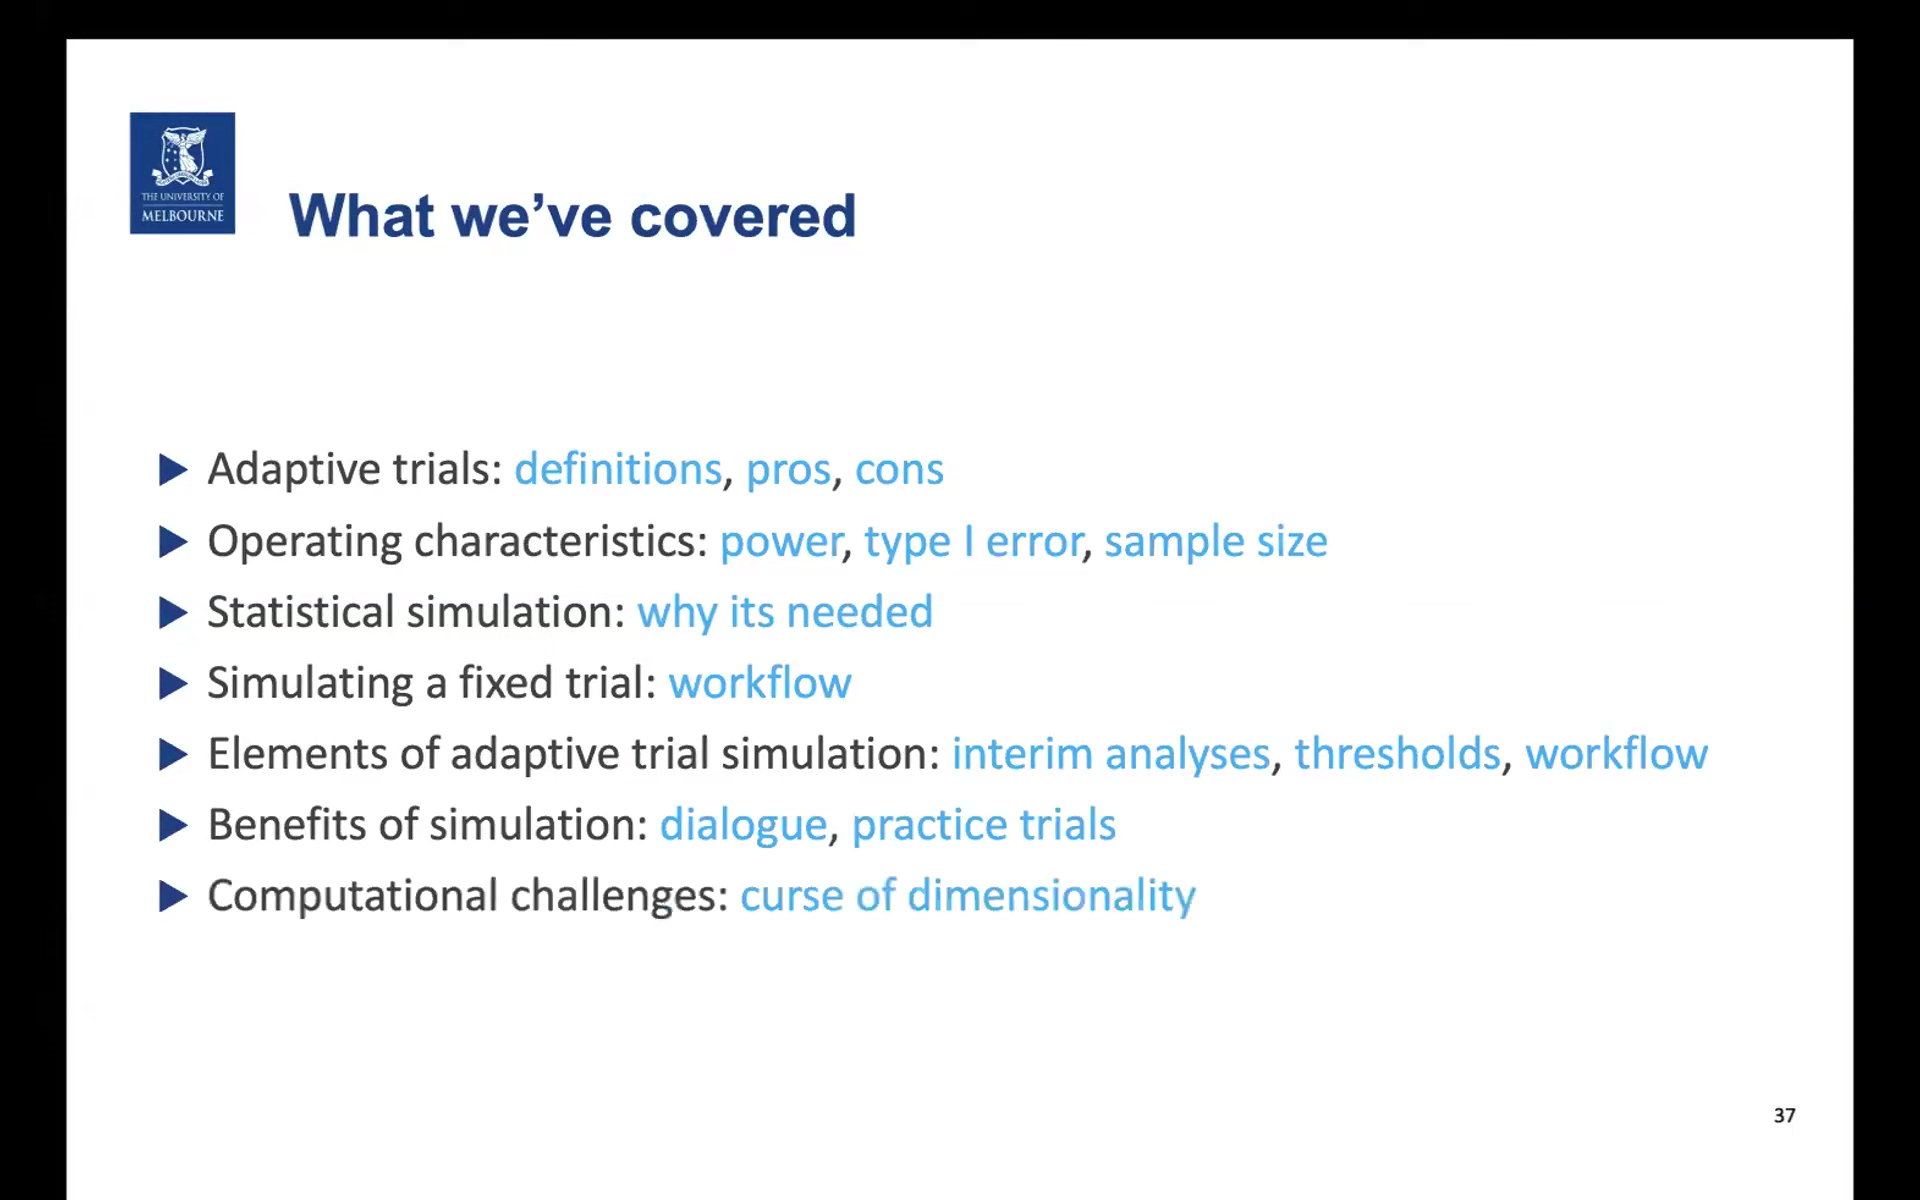 THE UNIVERSITY OF
MELBOURNE
What we’ve covered
Adaptive trials: definitions, pros, cons
Operating characteristics: power, type I error, sample size
Statistical simulation: why its needed
Simulating a fixed trial: workflow
Elements of adaptive trial simulation: interim analyses, thresholds, workflow
Benefits of simulation: dialogue, practice trials
Computational challenges: curse of dimensionality
37